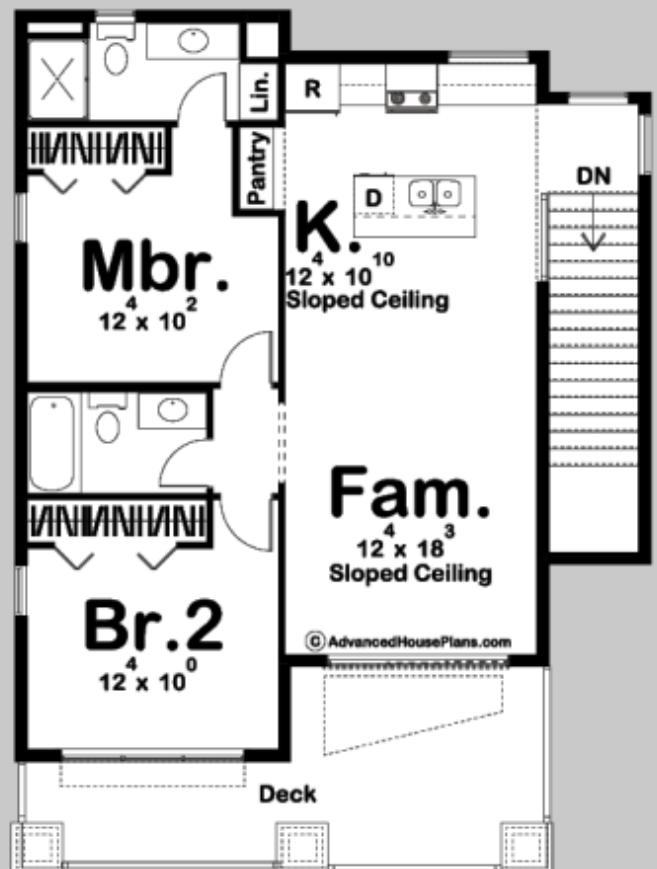 Lin.
R
Pantry
DN
D
K.
12⁴ x 10¹⁰
Sloped Ceiling
Mbr.
12⁴ x 10²
Fam.
12⁴ x 18³
Sloped Ceiling
Br.2
12⁴ x 10⁰
© AdvancedHousePlans.com
Deck